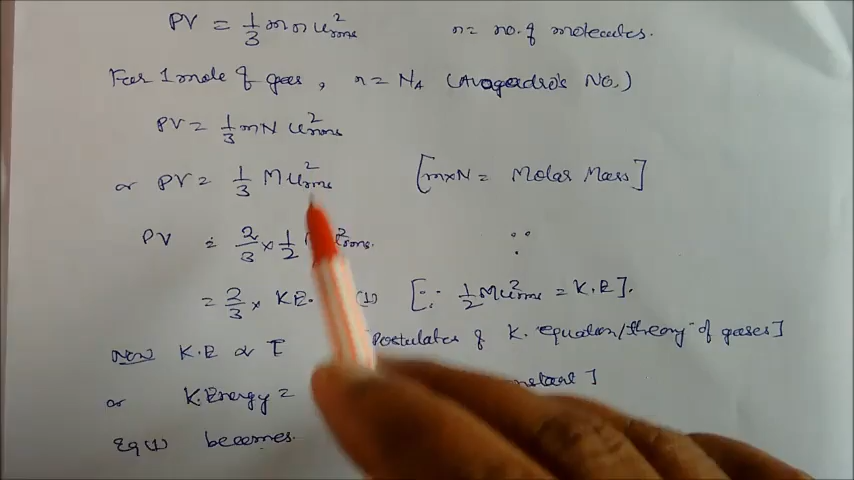 PV = 1/3 m n u²rms n = no. of molecules.
For 1 mole of gas, n = NA (Avogadro's No.)
PV = 1/3 mN u²rms
or PV = 1/3 M u²rms [m×N = Molar Mass]
PV = 2/3 × 1/2 u²rms. ∵
= 2/3 × KE. (1) [∵ 1/2 Mu²rms = K.E].
Now K.E α T Postulates of K. equation/theory of gases]
or K.Energy =
Eq (1) becomes.